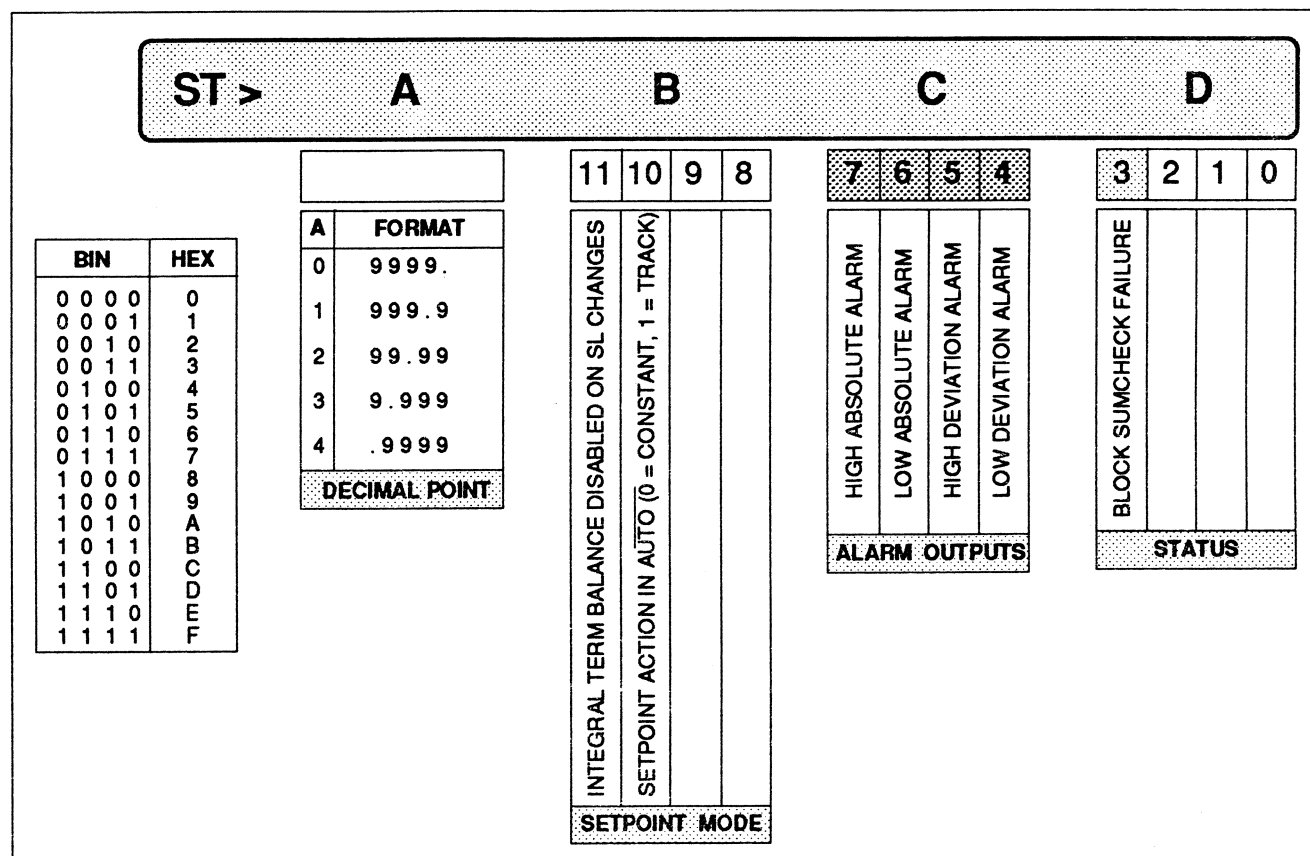 ST > A B C D
11 10 9 8
7 6 5 4
3 2 1 0
BIN HEX
0 0 0 0 0
0 0 0 1 1
0 0 1 0 2
0 0 1 1 3
0 1 0 0 4
0 1 0 1 5
0 1 1 0 6
0 1 1 1 7
1 0 0 0 8
1 0 0 1 9
1 0 1 0 A
1 0 1 1 B
1 1 0 0 C
1 1 0 1 D
1 1 1 0 E
1 1 1 1 F
A FORMAT
0 9999.
1 999.9
2 99.99
3 9.999
4 .9999
DECIMAL POINT
INTEGRAL TERM BALANCE DISABLED ON SL CHANGES
SETPOINT ACTION IN AUTO (0 = CONSTANT, 1 = TRACK)
SETPOINT MODE
HIGH ABSOLUTE ALARM
LOW ABSOLUTE ALARM
HIGH DEVIATION ALARM
LOW DEVIATION ALARM
ALARM OUTPUTS
BLOCK SUMCHECK FAILURE
STATUS